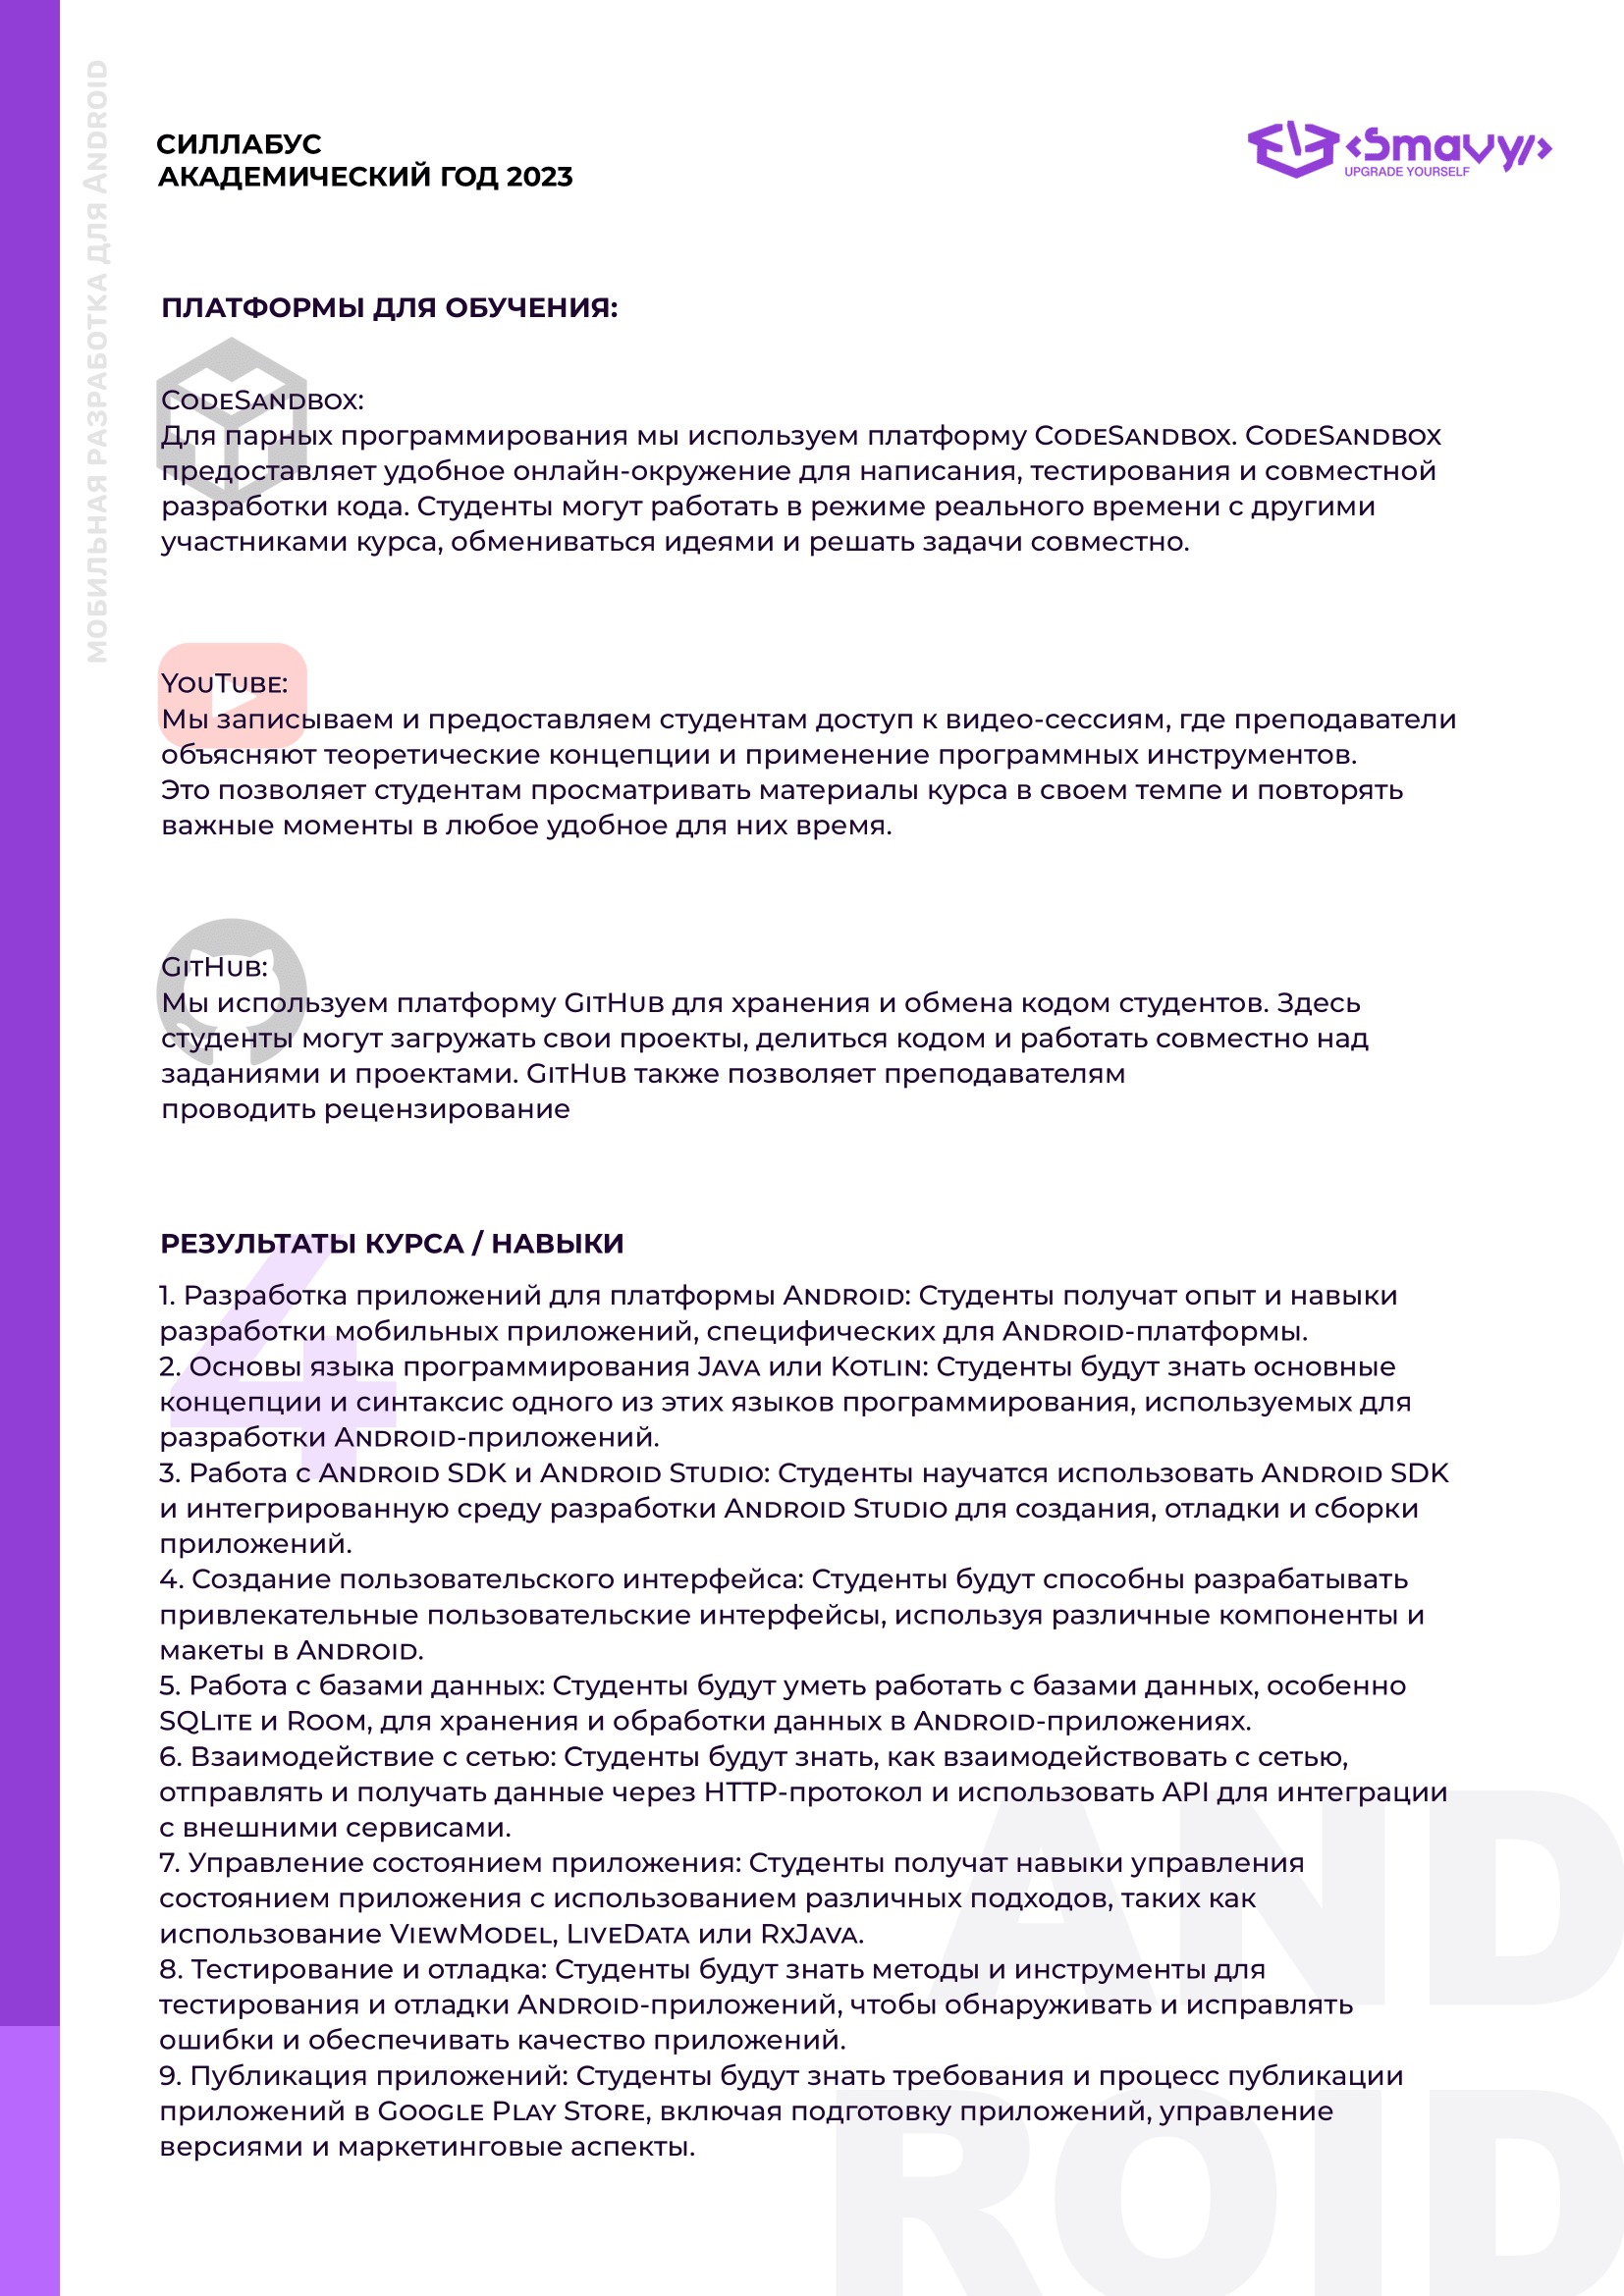 МОБИЛЬНАЯ РАЗРАБОТКА ДЛЯ ANDROID
СИЛЛАБУС
АКАДЕМИЧЕСКИЙ ГОД 2023
<Smavy/>
UPGRADE YOURSELF
ПЛАТФОРМЫ ДЛЯ ОБУЧЕНИЯ:
CodeSandbox:
Для парных программирования мы используем платформу CodeSandbox. CodeSandbox
предоставляет удобное онлайн-окружение для написания, тестирования и совместной
разработки кода. Студенты могут работать в режиме реального времени с другими
участниками курса, обмениваться идеями и решать задачи совместно.
YouTube:
Мы записываем и предоставляем студентам доступ к видео-сессиям, где преподаватели
объясняют теоретические концепции и применение программных инструментов.
Это позволяет студентам просматривать материалы курса в своем темпе и повторять
важные моменты в любое удобное для них время.
GitHub:
Мы используем платформу GitHub для хранения и обмена кодом студентов. Здесь
студенты могут загружать свои проекты, делиться кодом и работать совместно над
заданиями и проектами. GitHub также позволяет преподавателям
проводить рецензирование
РЕЗУЛЬТАТЫ КУРСА / НАВЫКИ
4
1. Разработка приложений для платформы Android: Студенты получат опыт и навыки
разработки мобильных приложений, специфических для Android-платформы.
2. Основы языка программирования Java или Kotlin: Студенты будут знать основные
концепции и синтаксис одного из этих языков программирования, используемых для
разработки Android-приложений.
3. Работа с Android SDK и Android Studio: Студенты научатся использовать Android SDK
и интегрированную среду разработки Android Studio для создания, отладки и сборки
приложений.
4. Создание пользовательского интерфейса: Студенты будут способны разрабатывать
привлекательные пользовательские интерфейсы, используя различные компоненты и
макеты в Android.
5. Работа с базами данных: Студенты будут уметь работать с базами данных, особенно
SQLite и Room, для хранения и обработки данных в Android-приложениях.
6. Взаимодействие с сетью: Студенты будут знать, как взаимодействовать с сетью,
отправлять и получать данные через HTTP-протокол и использовать API для интеграции
с внешними сервисами.
7. Управление состоянием приложения: Студенты получат навыки управления
состоянием приложения с использованием различных подходов, таких как
использование ViewModel, LiveData или RxJava.
8. Тестирование и отладка: Студенты будут знать методы и инструменты для
тестирования и отладки Android-приложений, чтобы обнаруживать и исправлять
ошибки и обеспечивать качество приложений.
9. Публикация приложений: Студенты будут знать требования и процесс публикации
приложений в Google Play Store, включая подготовку приложений, управление
версиями и маркетинговые аспекты.
AND
ROID